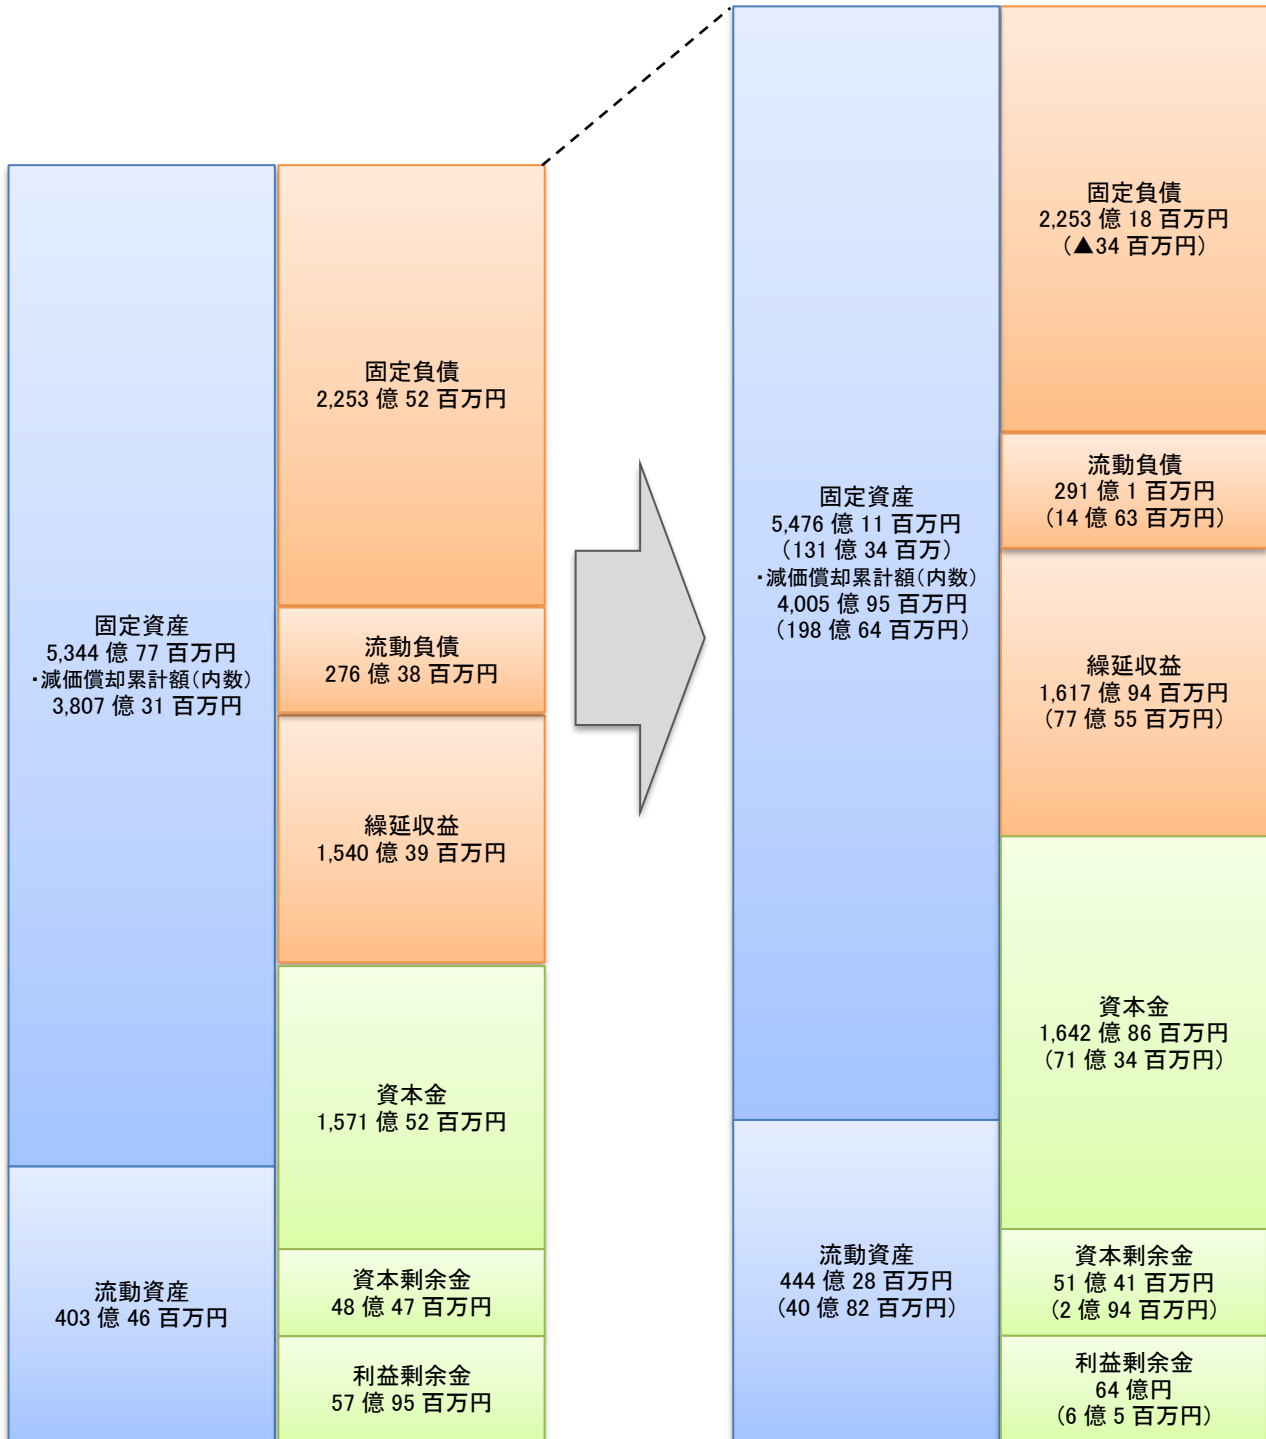 固定資産
5,344 億 77 百万円
・減価償却累計額(内数)
3,807 億 31 百万円
流動資産
403 億 46 百万円
固定負債
2,253 億 52 百万円
流動負債
276 億 38 百万円
繰延収益
1,540 億 39 百万円
資本金
1,571 億 52 百万円
資本剰余金
48 億 47 百万円
利益剰余金
57 億 95 百万円
固定資産
5,476 億 11 百万円
(131 億 34 百万)
・減価償却累計額(内数)
4,005 億 95 百万円
(198 億 64 百万円)
流動資産
444 億 28 百万円
(40 億 82 百万円)
固定負債
2,253 億 18 百万円
(▲34 百万円)
流動負債
291 億 1 百万円
(14 億 63 百万円)
繰延収益
1,617 億 94 百万円
(77 億 55 百万円)
資本金
1,642 億 86 百万円
(71 億 34 百万円)
資本剰余金
51 億 41 百万円
(2 億 94 百万円)
利益剰余金
64 億円
(6 億 5 百万円)